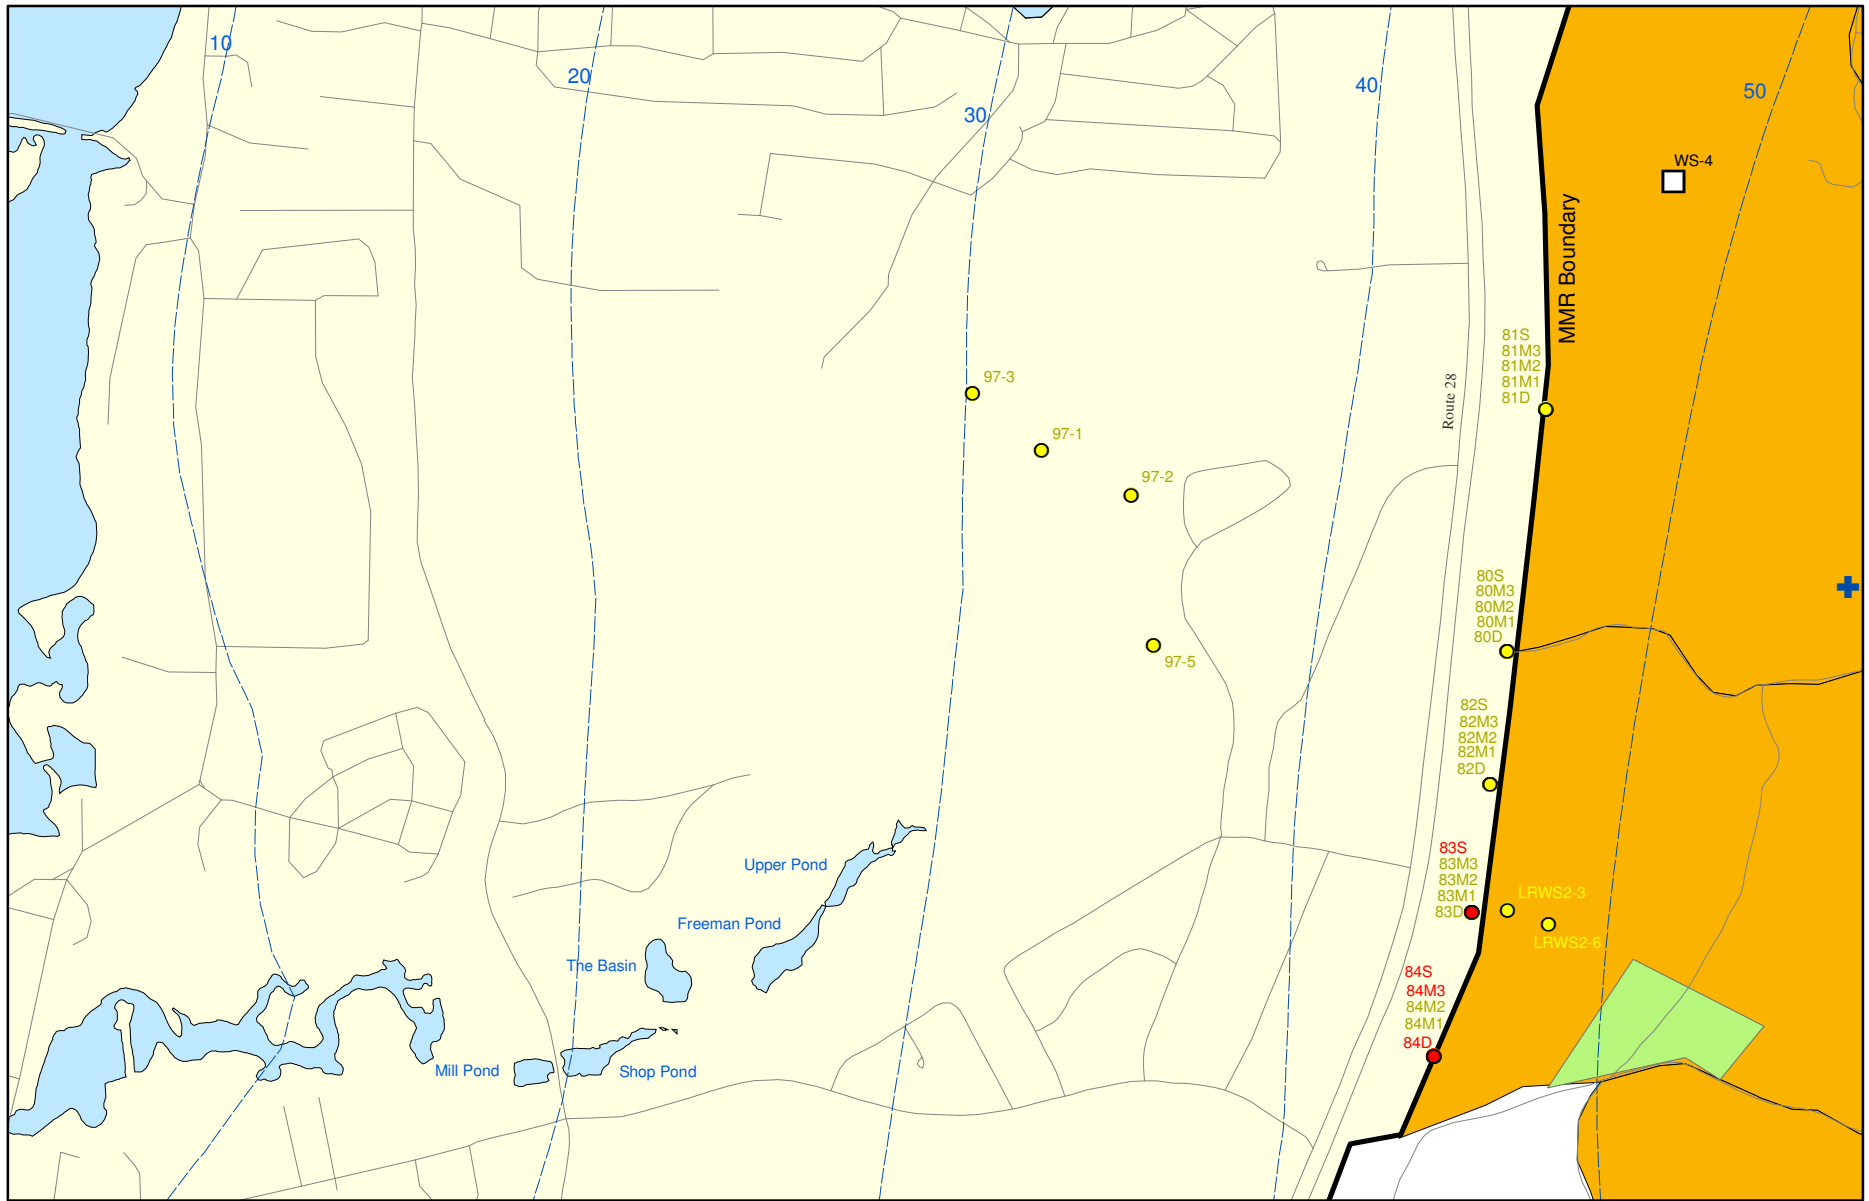 10
20
30
40
50
WS-4
MMR Boundary
Route 28
81S
81M3
81M2
81M1
81D
97-3
97-1
97-2
80S
80M3
80M2
80M1
80D
97-5
82S
82M3
82M2
82M1
82D
83S
83M3
83M2
83M1
83D
LRWS2-3
LRWS2-6
Upper Pond
Freeman Pond
The Basin
84S
84M3
84M2
84M1
84D
Mill Pond
Shop Pond